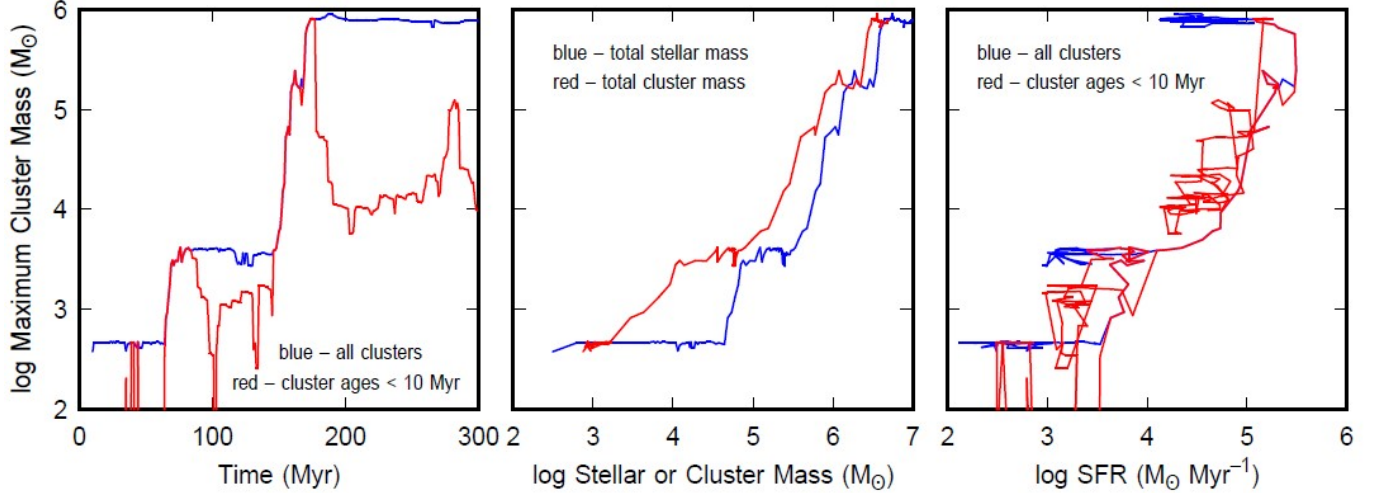 log Maximum Cluster Mass (M⊙)
6
5
4
3
2
blue – all clusters
red – cluster ages < 10 Myr
0 100 200 300
Time (Myr)
blue – total stellar mass
red – total cluster mass
2 3 4 5 6 7
log Stellar or Cluster Mass (M⊙)
blue – all clusters
red – cluster ages < 10 Myr
2 3 4 5 6
log SFR (M⊙ Myr⁻¹)